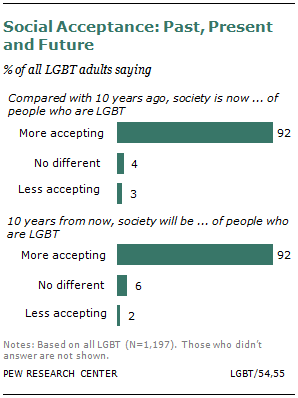 Social Acceptance: Past, Present
and Future
% of all LGBT adults saying
Compared with 10 years ago, society is now ... of
people who are LGBT
More accepting 92
No different 4
Less accepting 3
10 years from now, society will be ... of people who
are LGBT
More accepting 92
No different 6
Less accepting 2
Notes: Based on all LGBT (N=1,197). Those who didn't
answer are not shown.
PEW RESEARCH CENTER LGBT/54,55